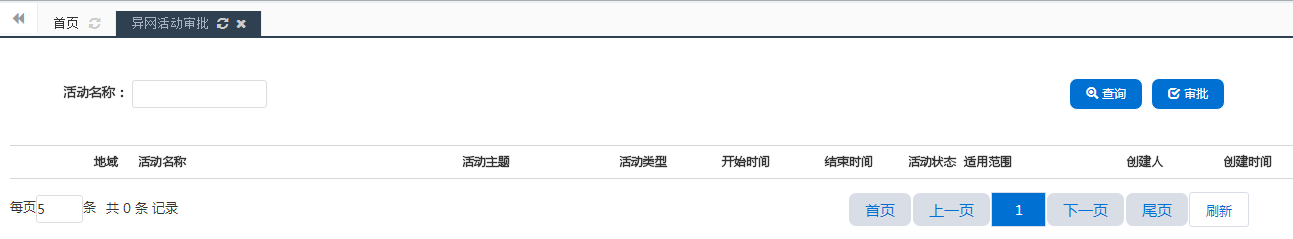 首页 异网活动审批
活动名称： 查询 审批
地域 活动名称 活动主题 活动类型 开始时间 结束时间 活动状态 适用范围 创建人 创建时间
每页 5 条 共 0 条 记录 首页 上一页 1 下一页 尾页 刷新